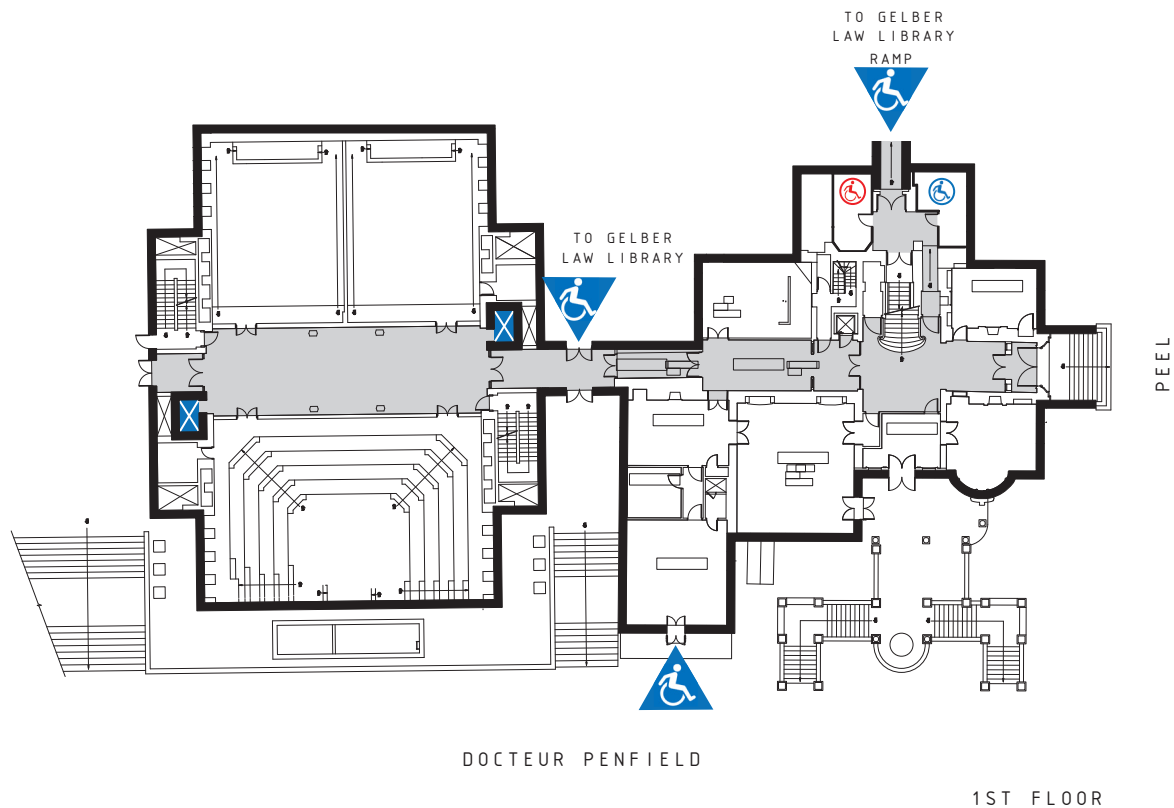 TO GELBER
LAW LIBRARY
RAMP
TO GELBER
LAW LIBRARY
PEEL
DOCTEUR PENFIELD
1ST FLOOR